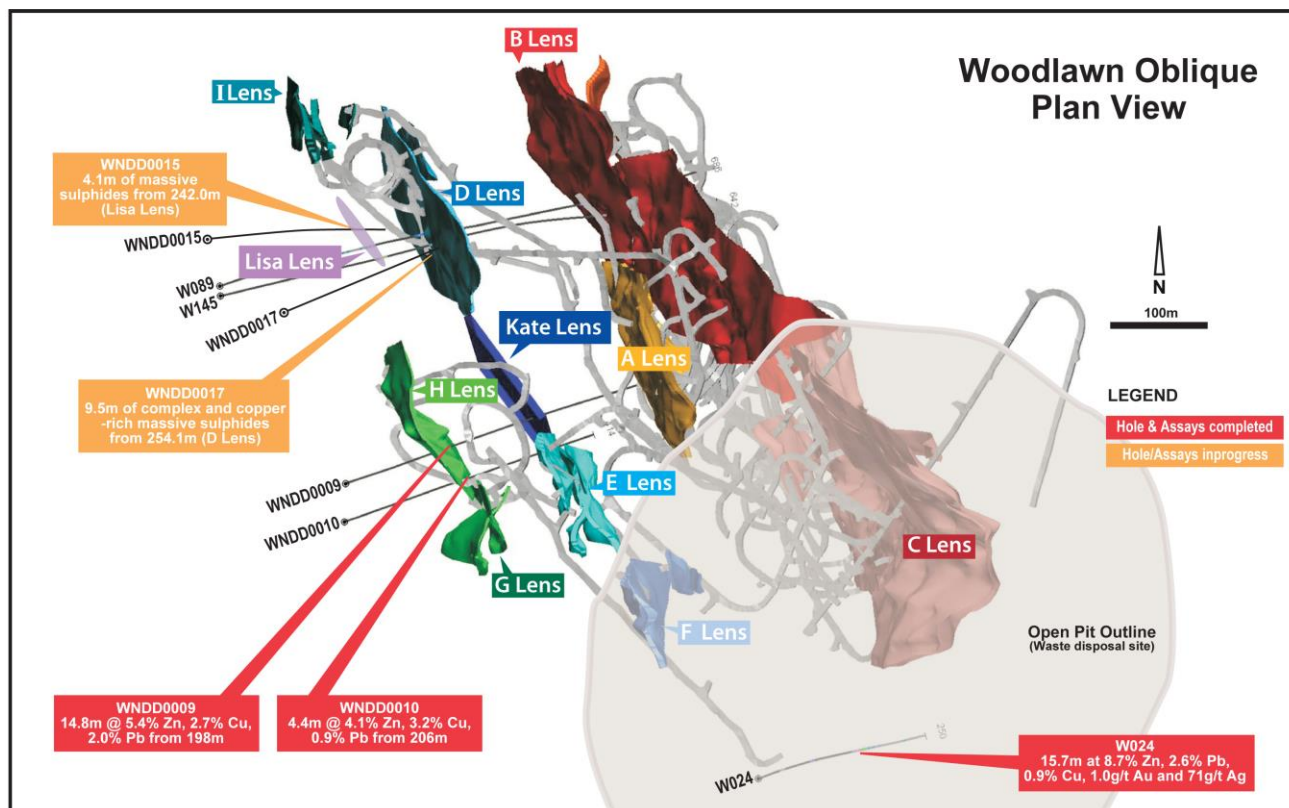 Woodlawn Oblique
Plan View
B Lens
I Lens
WNDD0015
4.1m of massive
sulphides from 242.0m
(Lisa Lens)
D Lens
696
642
WNDD0015
Lisa Lens
W089
W145
WNDD0017
N
100m
Kate Lens
A Lens
H Lens
WNDD0017
9.5m of complex and copper
-rich massive sulphides
from 254.1m (D Lens)
LEGEND
Hole & Assays completed
Hole/Assays inprogress
WNDD0009
E Lens
WNDD0010
C Lens
G Lens
F Lens
Open Pit Outline
(Waste disposal site)
WNDD0009
14.8m @ 5.4% Zn, 2.7% Cu,
2.0% Pb from 198m
WNDD0010
4.4m @ 4.1% Zn, 3.2% Cu,
0.9% Pb from 206m
250
W024
W024
15.7m at 8.7% Zn, 2.6% Pb,
0.9% Cu, 1.0g/t Au and 71g/t Ag